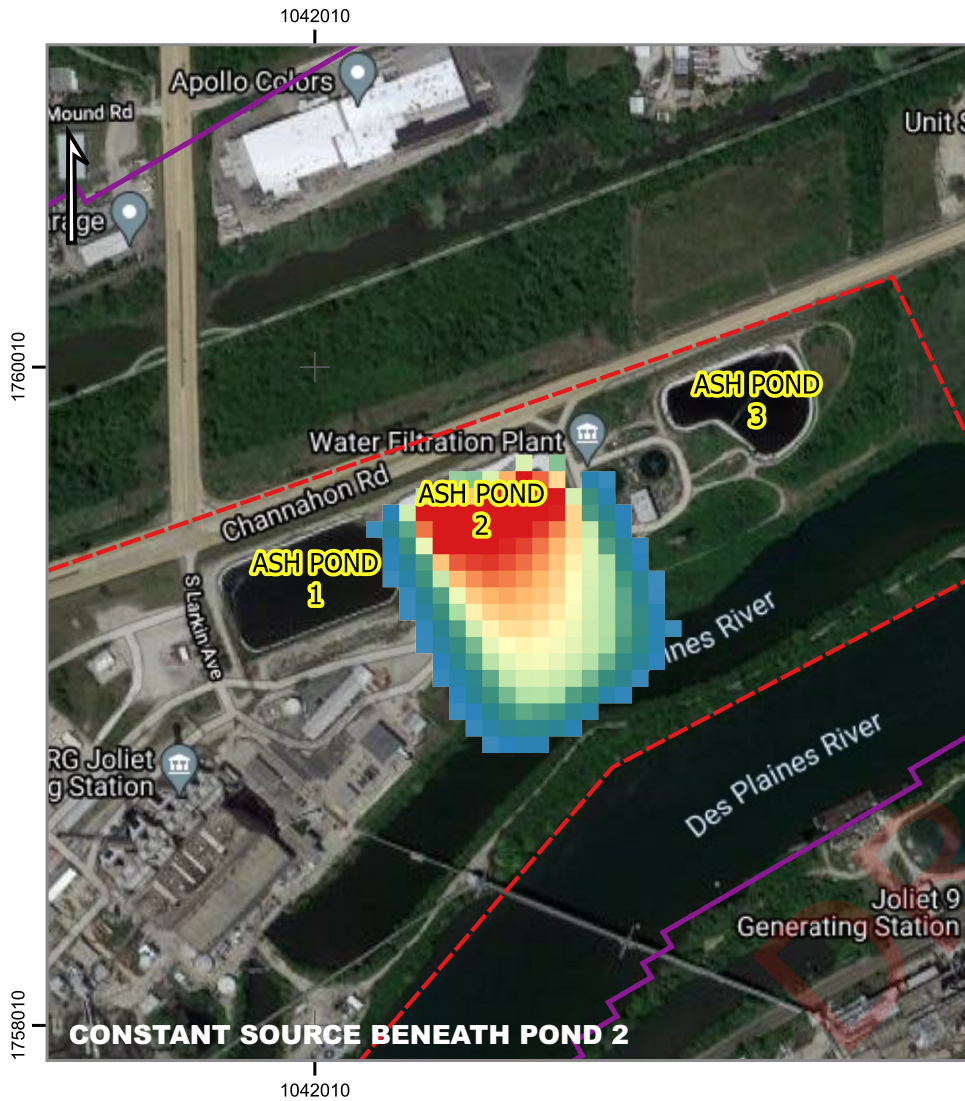 1042010
Apollo Colors
Mound Rd
Unit S
rage
1760010
ASH POND
3
Water Filtration Plant
Channahon Rd
ASH POND
2
ASH POND
1
S Larkin Ave
ines River
RG Joliet
g Station
Des Plaines River
Joliet 9
Generating Station
DR
1758010
CONSTANT SOURCE BENEATH POND 2
1042010